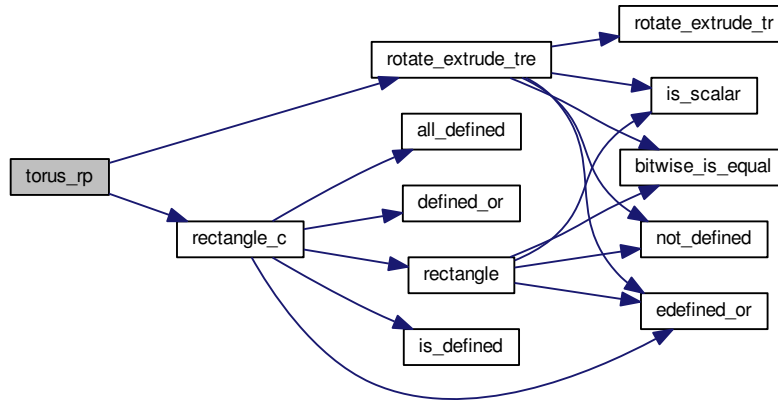 rotate_extrude_tr
rotate_extrude_tre
is_scalar
all_defined
bitwise_is_equal
torus_rp
defined_or
rectangle_c
not_defined
rectangle
edefined_or
is_defined